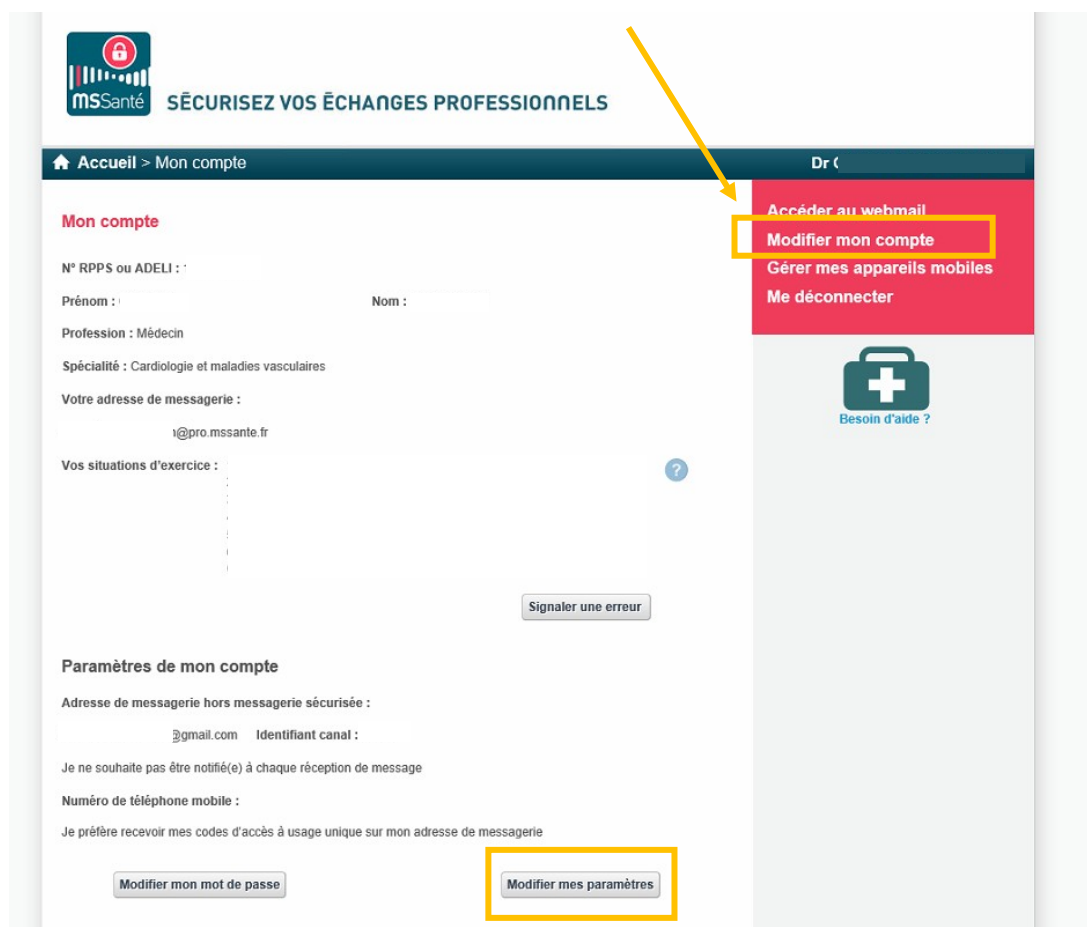 MSSanté
SÉCURISEZ VOS ÉCHANGES PROFESSIONNELS
Accueil > Mon compte
Dr
Mon compte
N° RPPS ou ADELI :
Prénom :
Nom :
Profession : Médecin
Spécialité : Cardiologie et maladies vasculaires
Votre adresse de messagerie :
@pro.mssante.fr
Vos situations d'exercice :
?
Signaler une erreur
Paramètres de mon compte
Adresse de messagerie hors messagerie sécurisée :
@gmail.com Identifiant canal :
Je ne souhaite pas être notifié(e) à chaque réception de message
Numéro de téléphone mobile :
Je préfère recevoir mes codes d'accès à usage unique sur mon adresse de messagerie
Modifier mon mot de passe
Modifier mes paramètres
Accéder au webmail
Modifier mon compte
Gérer mes appareils mobiles
Me déconnecter
Besoin d'aide ?